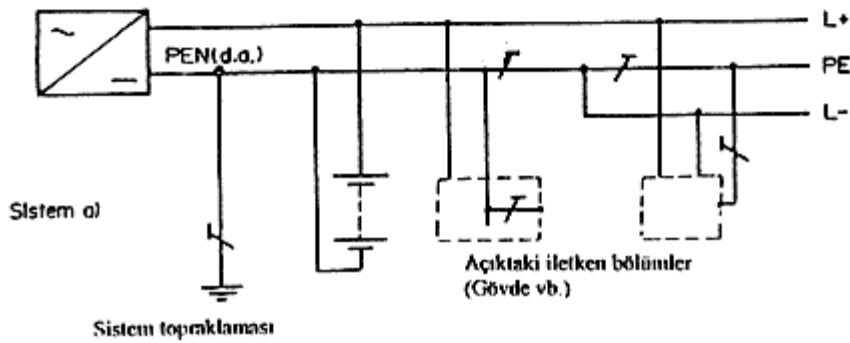 L+
PEN(d.a.)
PE
L-
Sistem a)
Açıktaki iletken bölümler
(Gövde vb.)
Sistem topraklaması